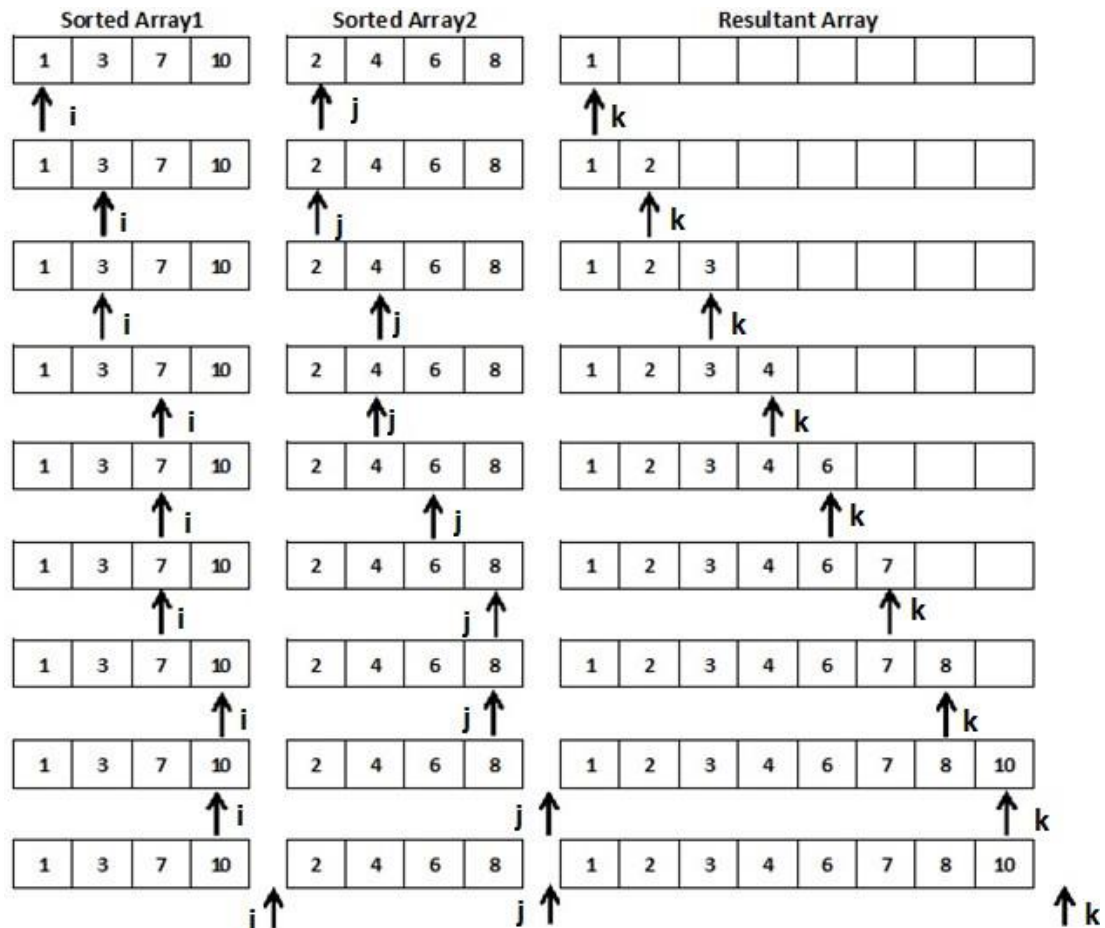 Sorted Array1 Sorted Array2 Resultant Array
1 3 7 10 2 4 6 8 1
i j k
1 3 7 10 2 4 6 8 1 2
i j k
1 3 7 10 2 4 6 8 1 2 3
i j k
1 3 7 10 2 4 6 8 1 2 3 4
i j k
1 3 7 10 2 4 6 8 1 2 3 4 6
i j k
1 3 7 10 2 4 6 8 1 2 3 4 6 7
i j k
1 3 7 10 2 4 6 8 1 2 3 4 6 7 8
i j k
1 3 7 10 2 4 6 8 1 2 3 4 6 7 8 10
i j k
1 3 7 10 2 4 6 8 1 2 3 4 6 7 8 10
i j k